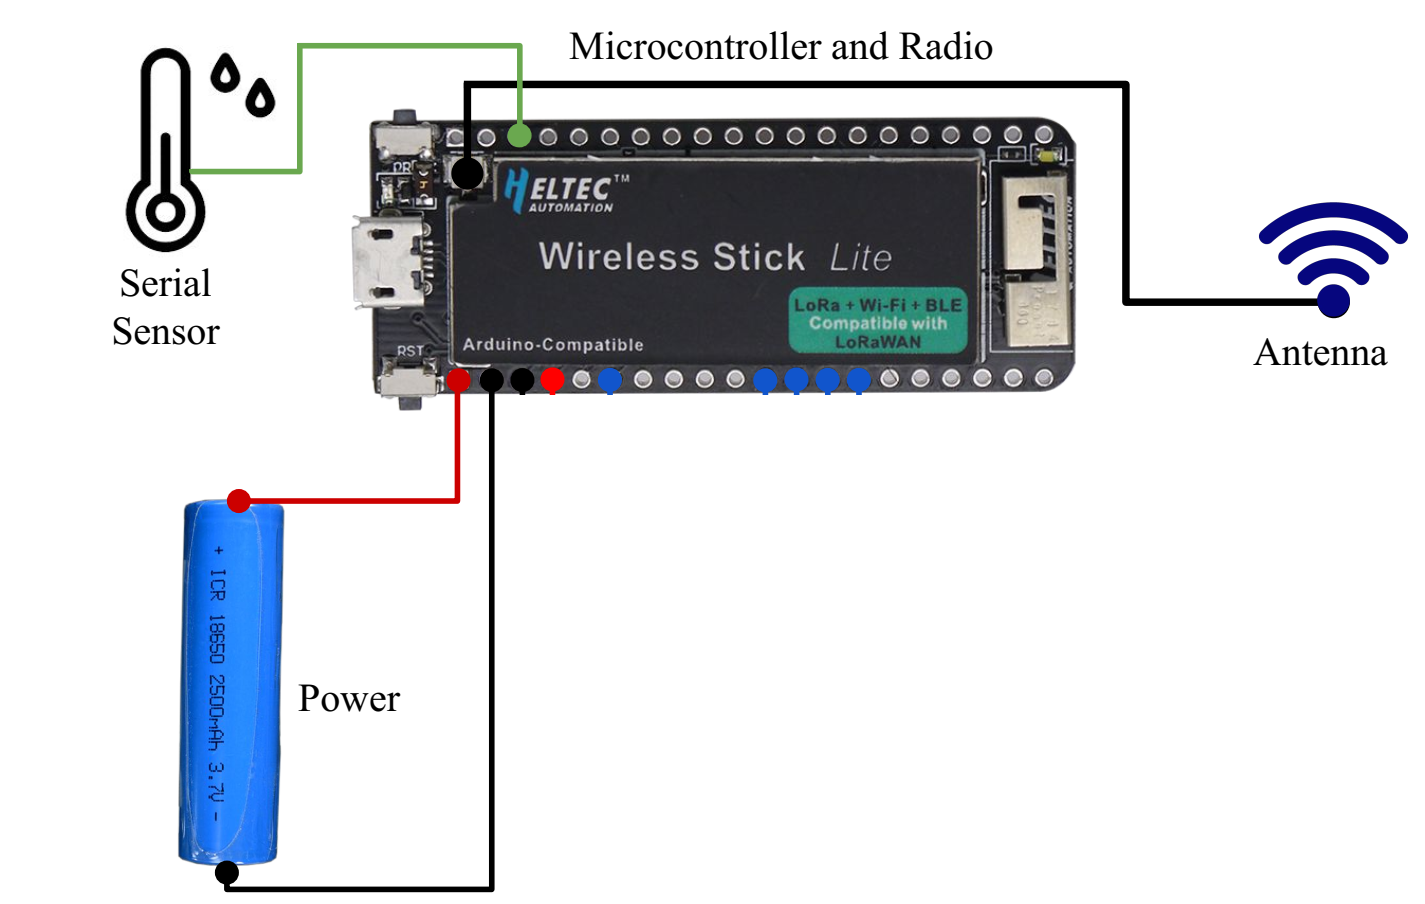 Microcontroller and Radio
HELTEC™
AUTOMATION
Wireless Stick Lite
LoRa + Wi-Fi + BLE
Compatible with
LoRaWAN
Arduino-Compatible
RST
Serial
Sensor
Antenna
+ ICR 18650 2500mAh 3.7V -
Power